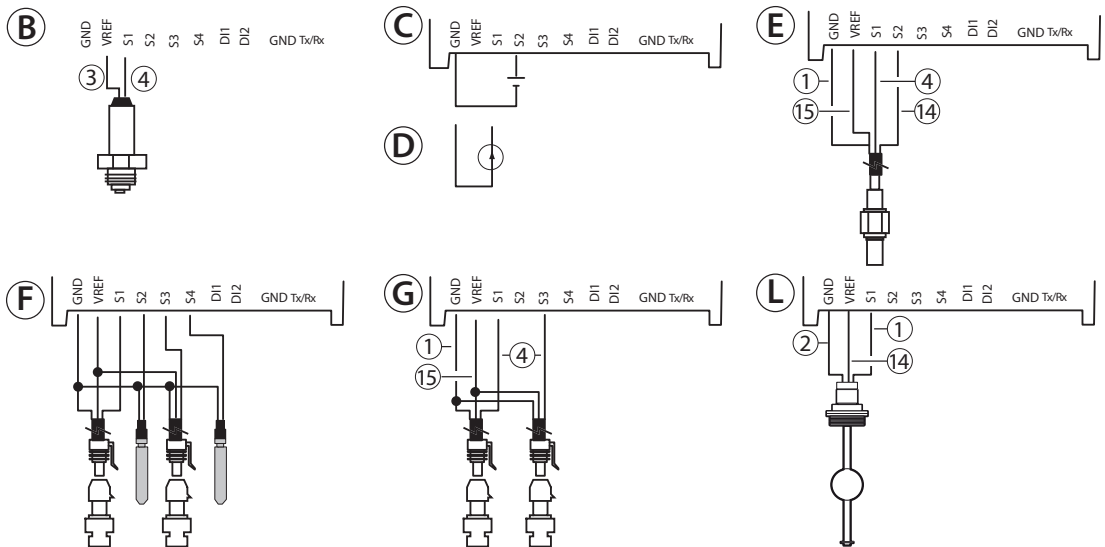 B
GND VREF S1 S2 S3 S4 DI1 DI2 GND Tx/Rx
3 4
C
GND VREF S1 S2 S3 S4 DI1 DI2 GND Tx/Rx
D
E
GND VREF S1 S2 S3 S4 DI1 DI2 GND Tx/Rx
1 4
15 14
F
GND VREF S1 S2 S3 S4 DI1 DI2 GND Tx/Rx
G
GND VREF S1 S2 S3 S4 DI1 DI2 GND Tx/Rx
1 4
15
L
GND VREF S1 S2 S3 S4 DI1 DI2 GND Tx/Rx
2 1
14